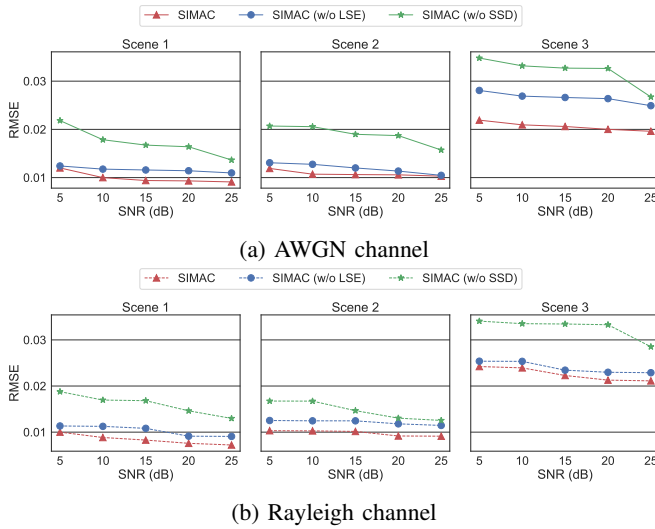 SIMAC SIMAC (w/o LSE) SIMAC (w/o SSD)
Scene 1 Scene 2 Scene 3
RMSE
0.03
0.02
0.01
5 10 15 20 25 5 10 15 20 25 5 10 15 20 25
SNR (dB) SNR (dB) SNR (dB)
(a) AWGN channel
SIMAC SIMAC (w/o LSE) SIMAC (w/o SSD)
Scene 1 Scene 2 Scene 3
RMSE
0.03
0.02
0.01
5 10 15 20 25 5 10 15 20 25 5 10 15 20 25
SNR (dB) SNR (dB) SNR (dB)
(b) Rayleigh channel